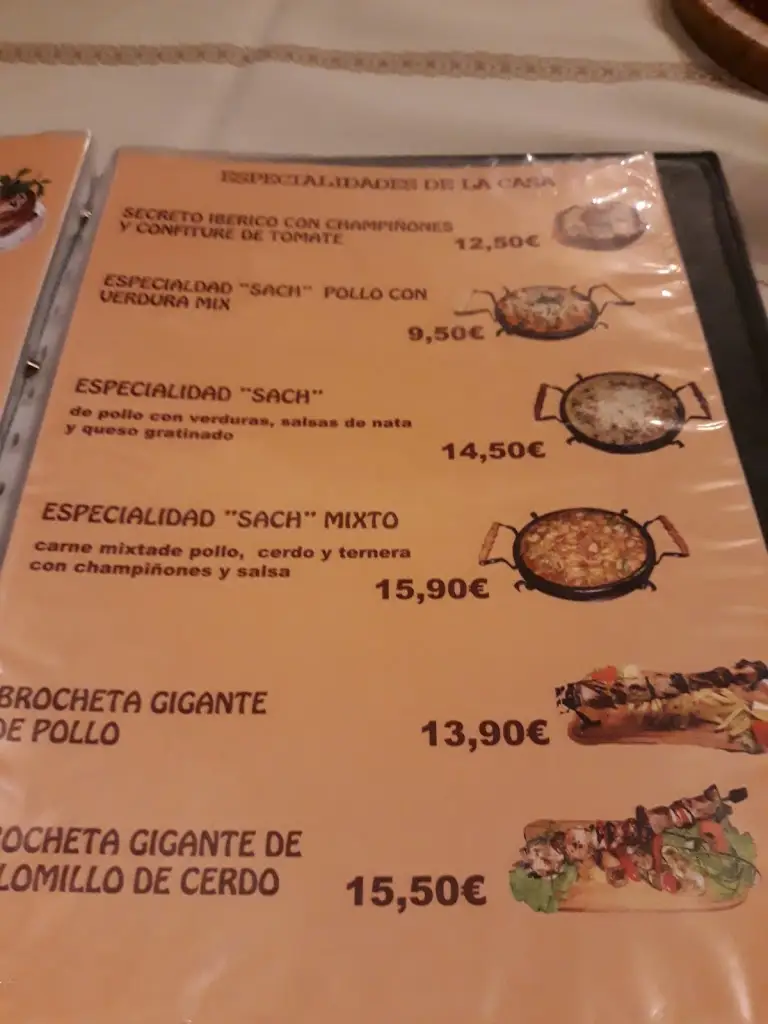 ESPECIALIDADES DE LA CASA
SECRETO IBERICO CON CHAMPIÑONES
Y CONFITURE DE TOMATE
12,50€
ESPECIALDAD "SACH" POLLO CON
VERDURA MIX
9,50€
ESPECIALIDAD "SACH"
de pollo con verduras, salsas de nata
y queso gratinado
14,50€
ESPECIALIDAD "SACH" MIXTO
carne mixtade pollo, cerdo y ternera
con champiñones y salsa
15,90€
BROCHETA GIGANTE
DE POLLO
13,90€
OCHETA GIGANTE DE
LOMILLO DE CERDO
15,50€